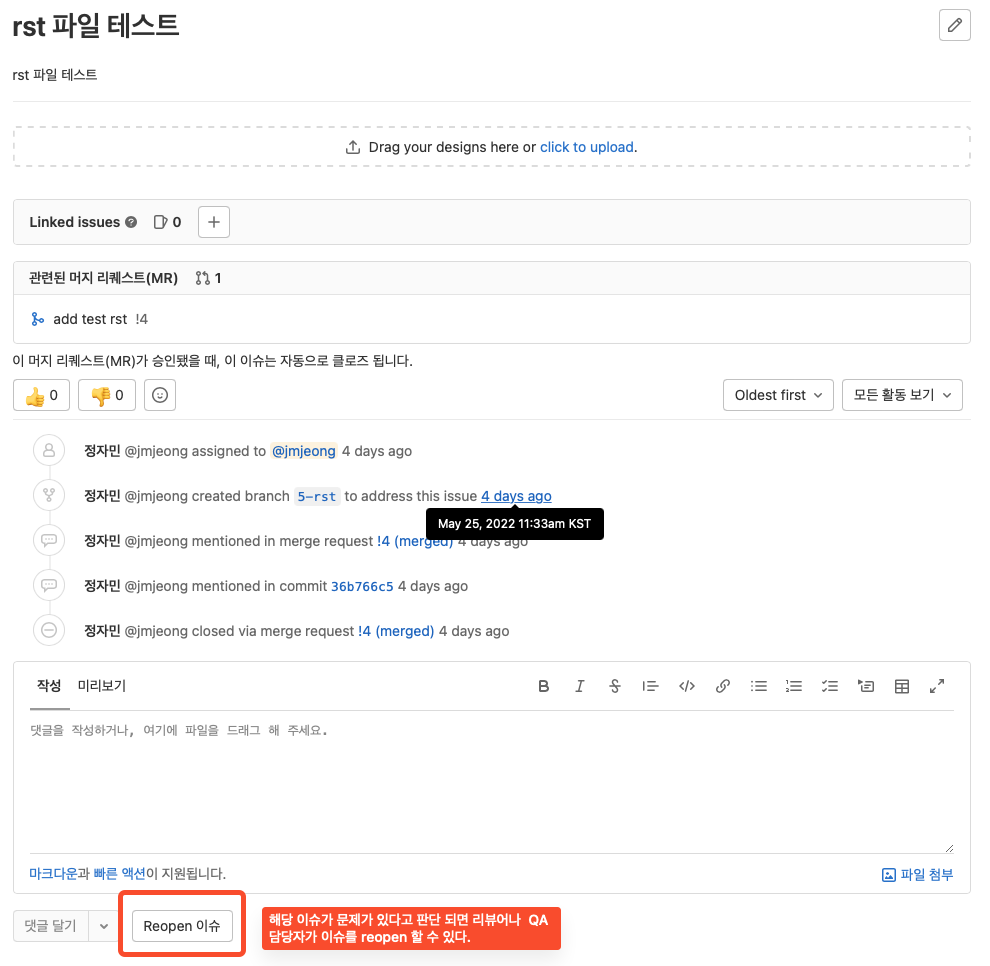 rst 파일 테스트
rst 파일 테스트
Drag your designs here or click to upload.
Linked issues ? 0 +
관련된 머지 리퀘스트(MR) 1
add test rst !4
이 머지 리퀘스트(MR)가 승인됐을 때, 이 이슈는 자동으로 클로즈 됩니다.
👍 0 👎 0 Oldest first 모든 활동 보기
정자민 @jmjeong assigned to @jmjeong 4 days ago
정자민 @jmjeong created branch 5-rst to address this issue 4 days ago
May 25, 2022 11:33am KST
정자민 @jmjeong mentioned in merge request !4 (merged) 4 days ago
정자민 @jmjeong mentioned in commit 36b766c5 4 days ago
정자민 @jmjeong closed via merge request !4 (merged) 4 days ago
작성 미리보기 B I S
댓글을 작성하거나, 여기에 파일을 드래그 해 주세요.
마크다운과 빠른 액션이 지원됩니다. 파일 첨부
댓글 달기 Reopen 이슈
해당 이슈가 문제가 있다고 판단 되면 리뷰어나 QA
담당자가 이슈를 reopen 할 수 있다.